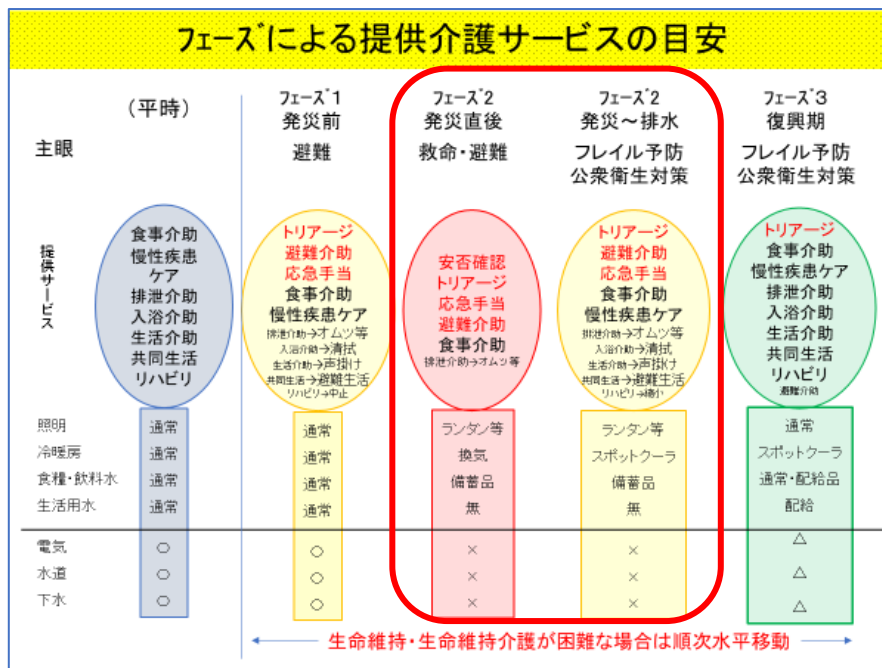 フェーズによる提供介護サービスの目安
(平時)
フェーズ1
発災前
フェーズ2
発災直後
フェーズ2
発災～排水
フェーズ3
復興期
主眼
避難
救命・避難
フレイル予防
公衆衛生対策
フレイル予防
公衆衛生対策
提供サービス
食事介助
慢性疾患
ケア
排泄介助
入浴介助
生活介助
共同生活
リハビリ
トリアージ
避難介助
応急手当
食事介助
慢性疾患ケア
排泄介助→オムツ等
入浴介助→清拭
生活介助→声掛け
共同生活→避難生活
リハビリ→中止
安否確認
トリアージ
応急手当
避難介助
食事介助
排泄介助→オムツ等
トリアージ
避難介助
応急手当
食事介助
慢性疾患ケア
排泄介助→オムツ等
入浴介助→清拭
生活介助→声掛け
共同生活→避難生活
リハビリ→縮小
トリアージ
食事介助
慢性疾患ケア
排泄介助
入浴介助
生活介助
共同生活
リハビリ
避難介助
照明 通常 通常 ランタン等 ランタン等 通常
冷暖房 通常 通常 換気 スポットクーラ スポットクーラ
食糧・飲料水 通常 通常 備蓄品 備蓄品 通常・配給品
生活用水 通常 通常 無 無 配給
電気 ○ ○ × × △
水道 ○ ○ × × △
下水 ○ ○ × × △
生命維持・生命維持介護が困難な場合は順次水平移動